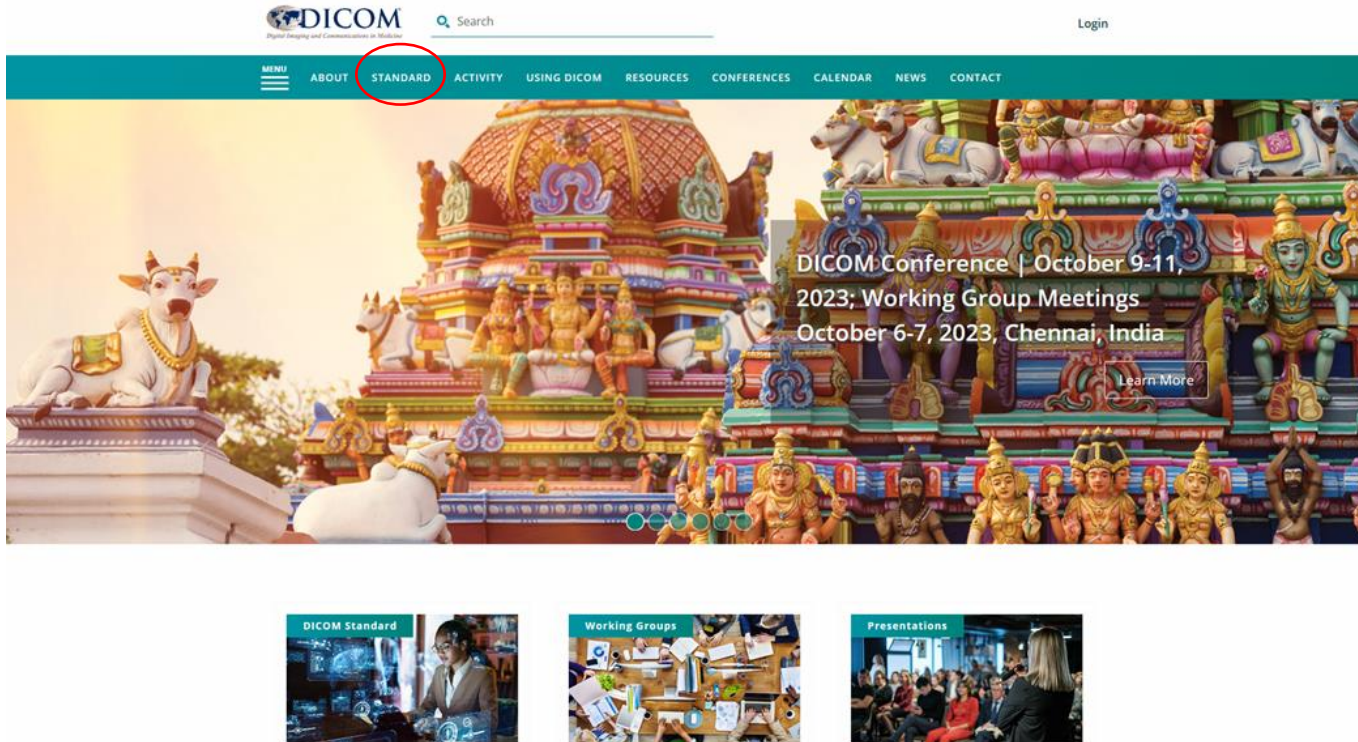 DICOM
Digital Imaging and Communications in Medicine
Search
Login
MENU
ABOUT STANDARD ACTIVITY USING DICOM RESOURCES CONFERENCES CALENDAR NEWS CONTACT
DICOM Conference | October 9-11,
2023; Working Group Meetings
October 6-7, 2023, Chennai, India
Learn More
DICOM Standard
Working Groups
Presentations